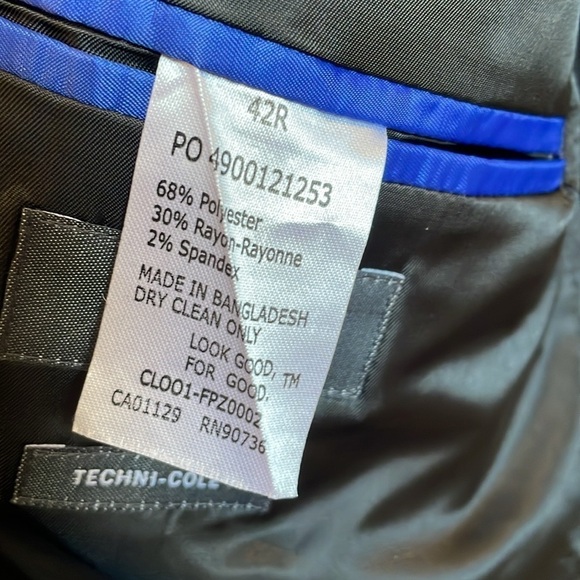 42R
PO 4900121253
68% Polyester
30% Rayon-Rayonne
2% Spandex
MADE IN BANGLADESH
DRY CLEAN ONLY
LOOK GOOD, TM
FOR GOOD.
CL001-FPZ0002
CA01129 RN90736
TECHNI-COLE